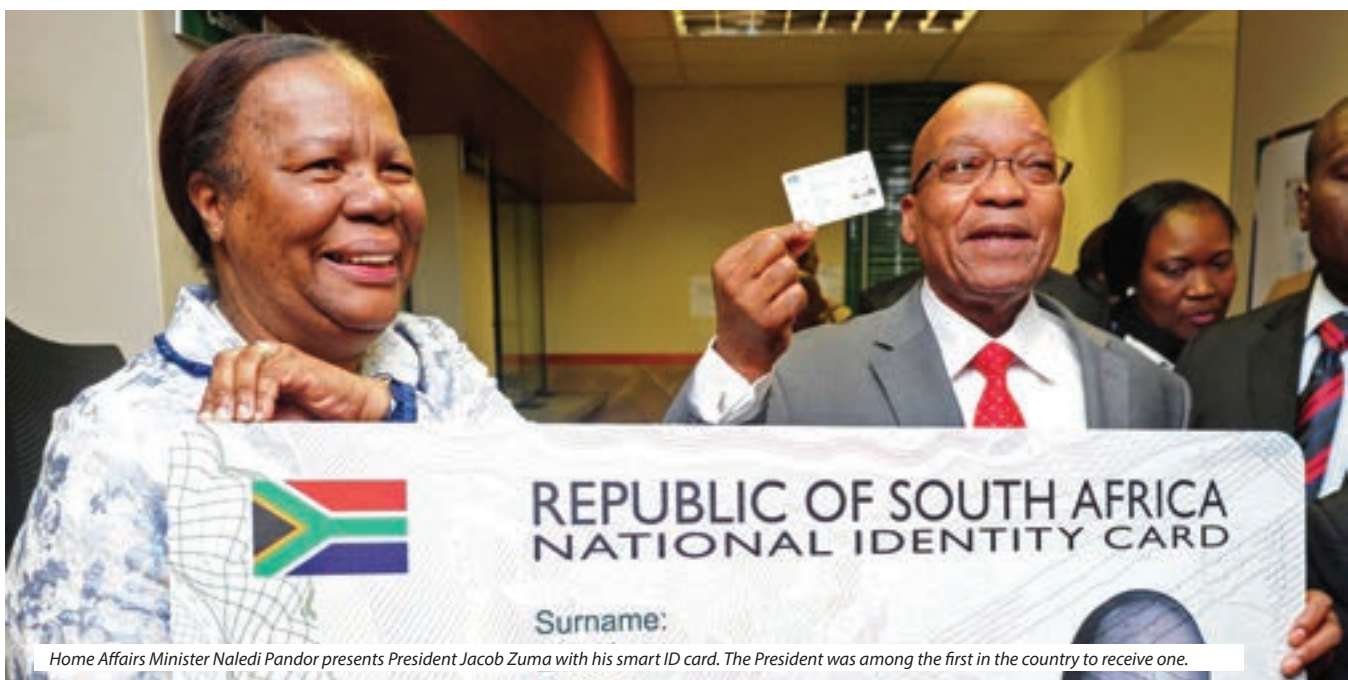 REPUBLIC OF SOUTH AFRICA
NATIONAL IDENTITY CARD
Surname:
Home Affairs Minister Naledi Pandor presents President Jacob Zuma with his smart ID card. The President was among the first in the country to receive one.